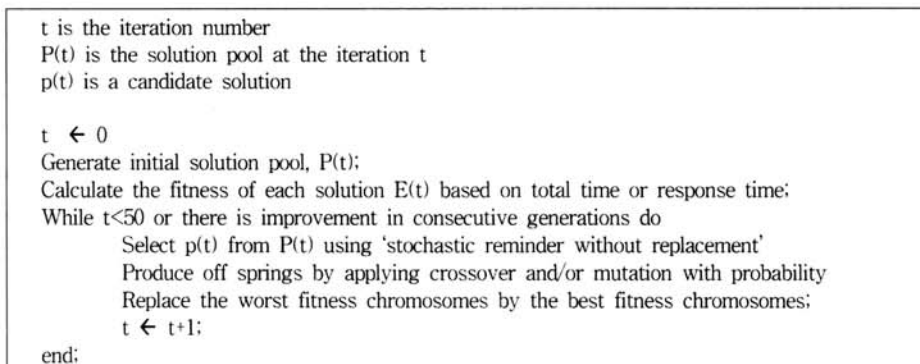 t is the iteration number
P(t) is the solution pool at the iteration t
p(t) is a candidate solution
t ← 0
Generate initial solution pool, P(t);
Calculate the fitness of each solution E(t) based on total time or response time;
While t<50 or there is improvement in consecutive generations do
Select p(t) from P(t) using ‘stochastic reminder without replacement’
Produce off springs by applying crossover and/or mutation with probability
Replace the worst fitness chromosomes by the best fitness chromosomes;
t ← t+1;
end;